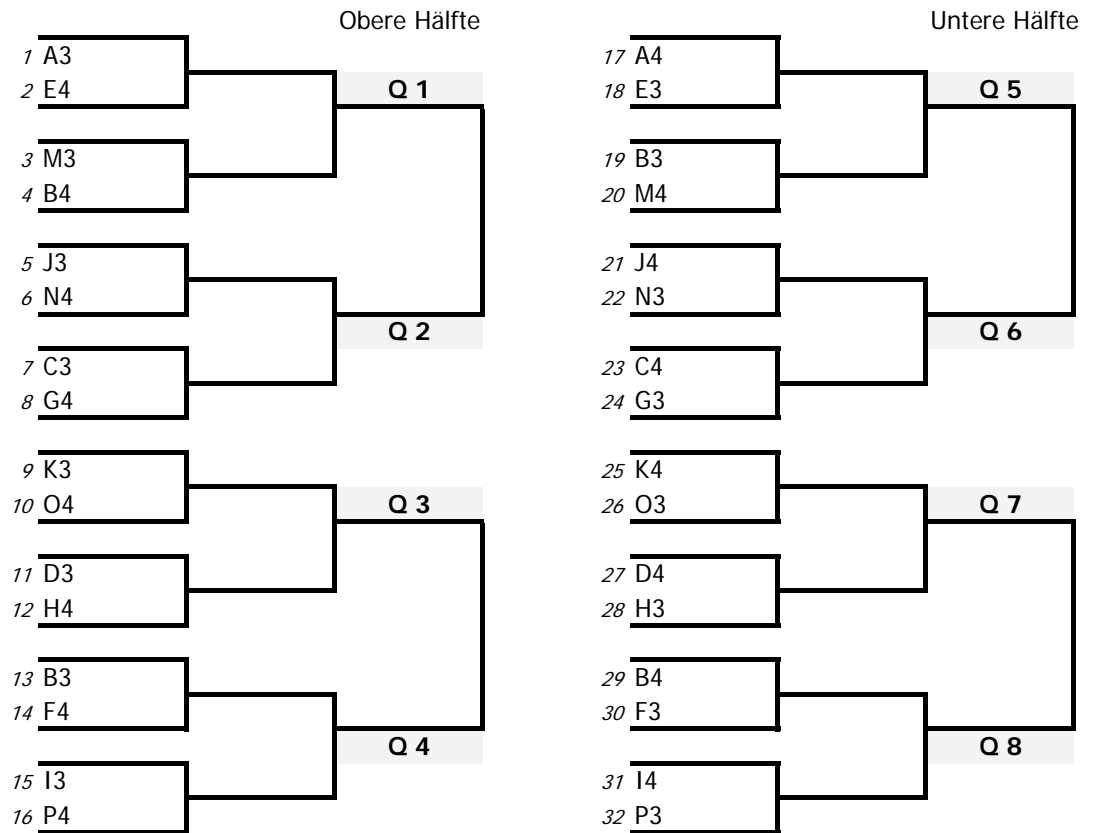 Obere Hälfte
1 A3
2 E4
Q 1
3 M3
4 B4
5 J3
6 N4
Q 2
7 C3
8 G4
9 K3
10 O4
Q 3
11 D3
12 H4
13 B3
14 F4
Q 4
15 I3
16 P4
Untere Hälfte
17 A4
18 E3
Q 5
19 B3
20 M4
21 J4
22 N3
Q 6
23 C4
24 G3
25 K4
26 O3
Q 7
27 D4
28 H3
29 B4
30 F3
Q 8
31 I4
32 P3